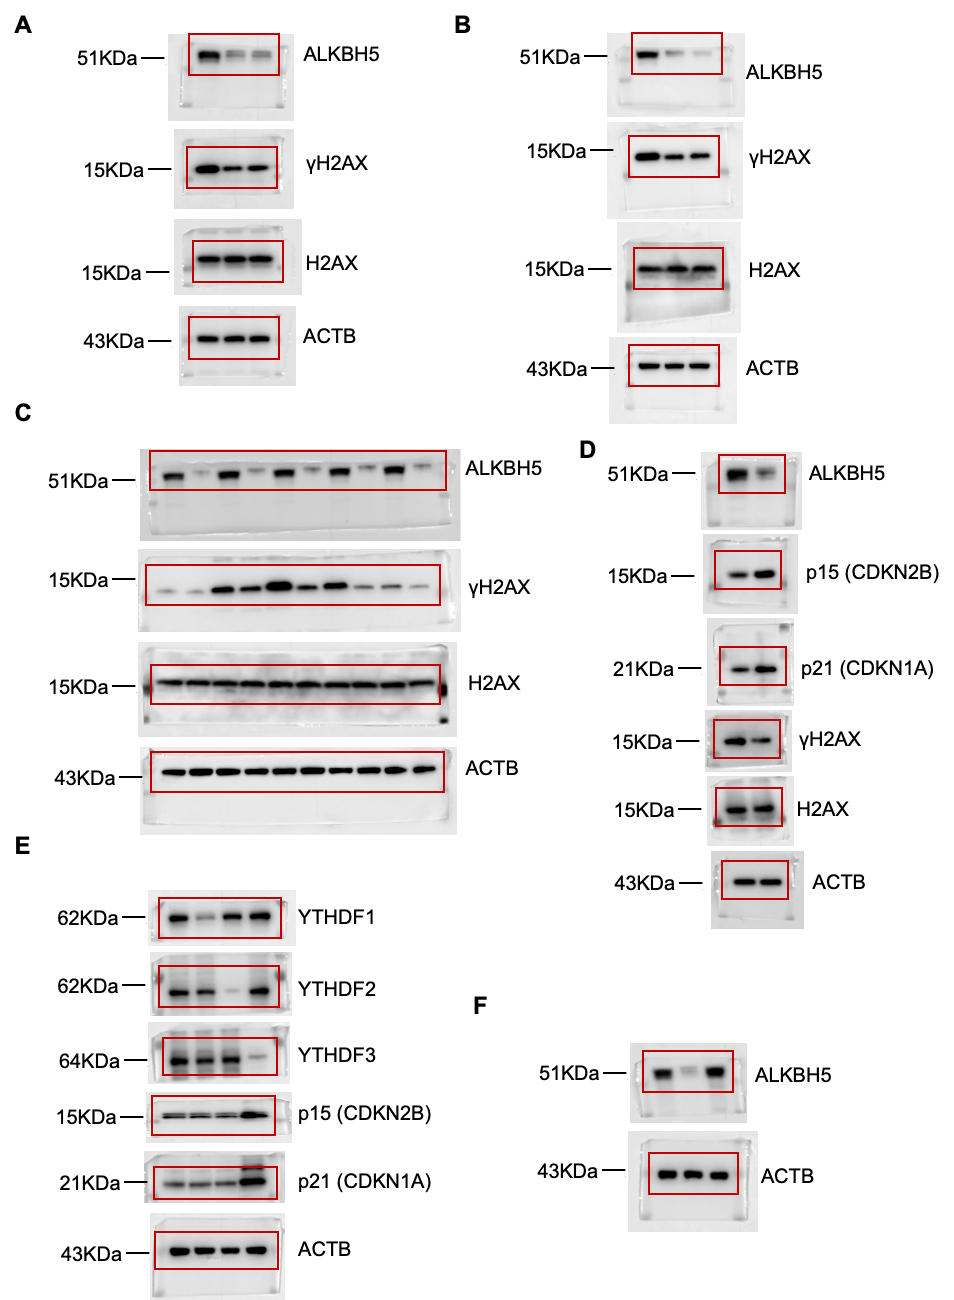 A
51KDa ALKBH5
15KDa γH2AX
15KDa H2AX
43KDa ACTB
B
51KDa ALKBH5
15KDa γH2AX
15KDa H2AX
43KDa ACTB
C
51KDa ALKBH5
15KDa γH2AX
15KDa H2AX
43KDa ACTB
D
51KDa ALKBH5
15KDa p15 (CDKN2B)
21KDa p21 (CDKN1A)
15KDa γH2AX
15KDa H2AX
43KDa ACTB
E
62KDa YTHDF1
62KDa YTHDF2
64KDa YTHDF3
15KDa p15 (CDKN2B)
21KDa p21 (CDKN1A)
43KDa ACTB
F
51KDa ALKBH5
43KDa ACTB